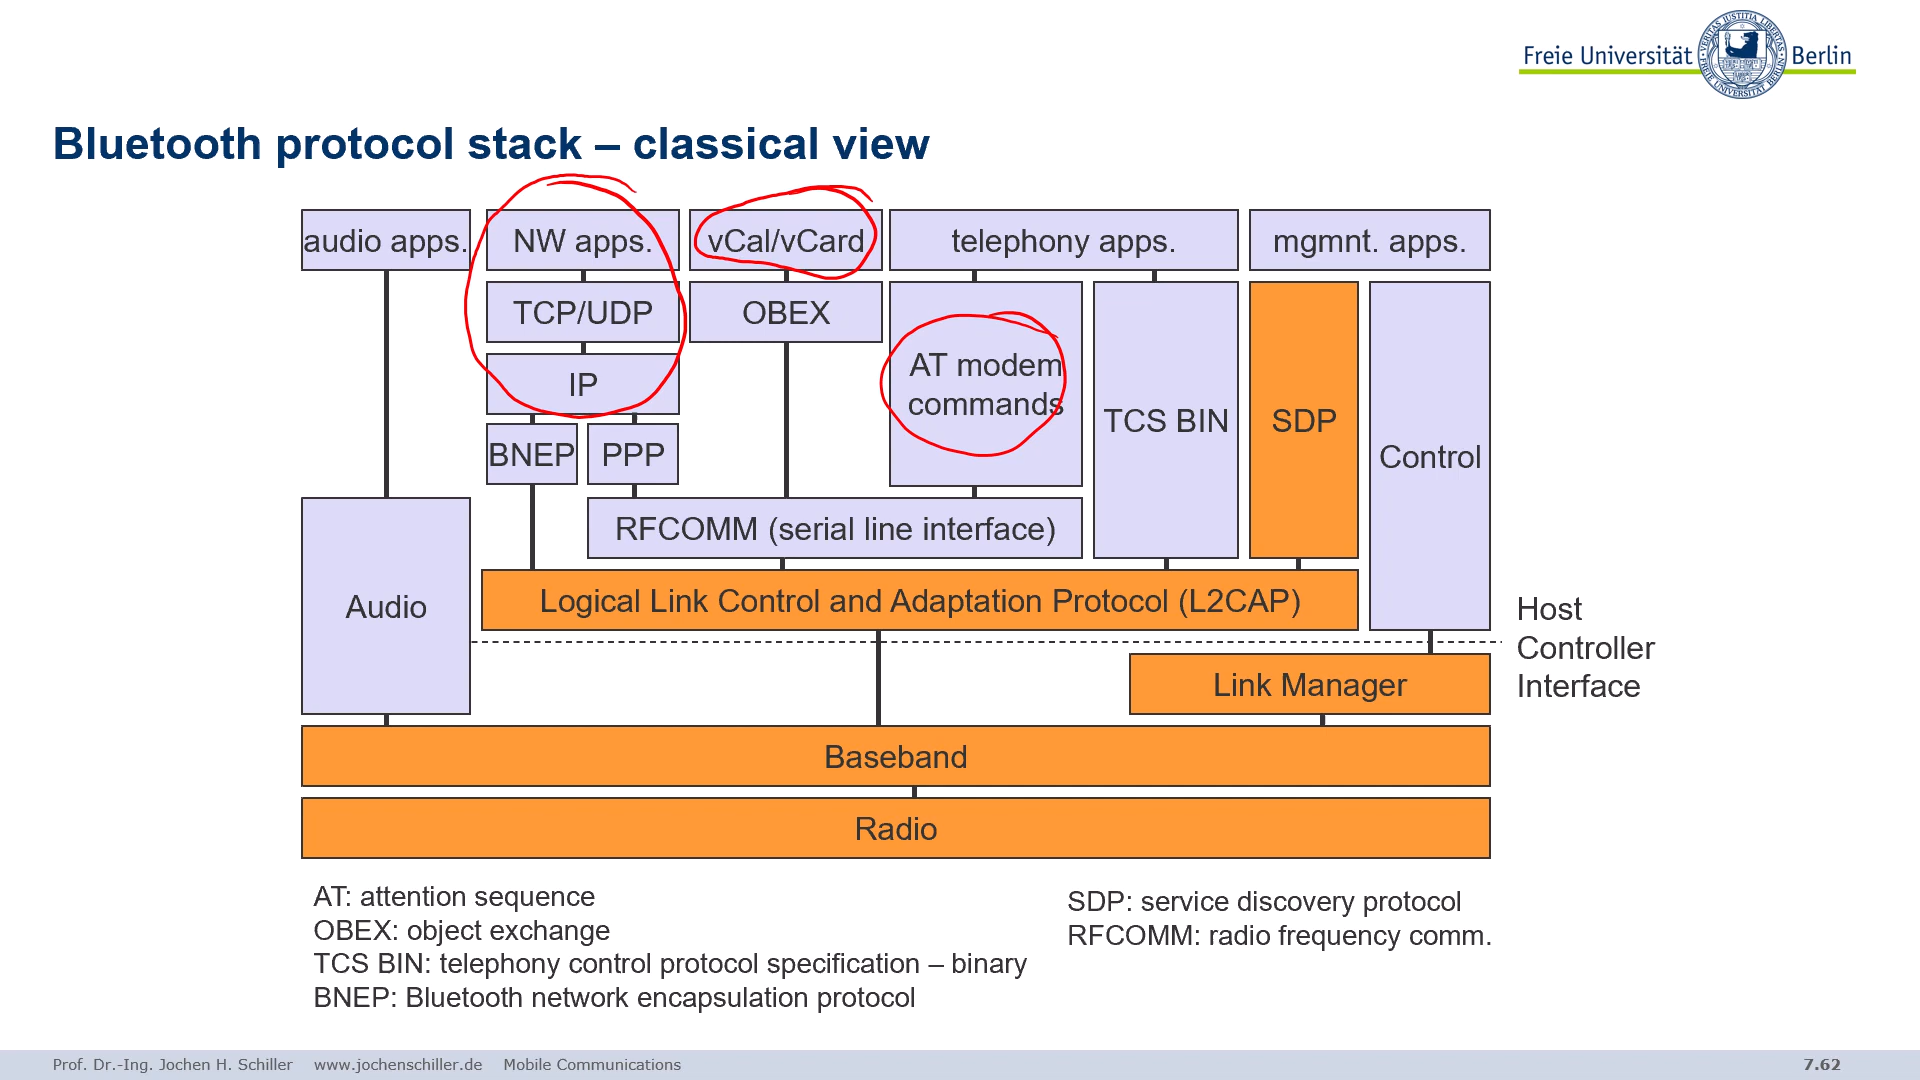 Freie Universität Berlin
Bluetooth protocol stack – classical view
audio apps. NW apps. vCal/vCard telephony apps. mgmnt. apps.
TCP/UDP OBEX
AT modem
commands
IP
TCS BIN SDP
BNEP PPP
Control
RFCOMM (serial line interface)
Audio
Logical Link Control and Adaptation Protocol (L2CAP)
Host
Controller
Interface
Link Manager
Baseband
Radio
AT: attention sequence
OBEX: object exchange
TCS BIN: telephony control protocol specification – binary
BNEP: Bluetooth network encapsulation protocol
SDP: service discovery protocol
RFCOMM: radio frequency comm.
Prof. Dr.-Ing. Jochen H. Schiller www.jochenschiller.de Mobile Communications 7.62